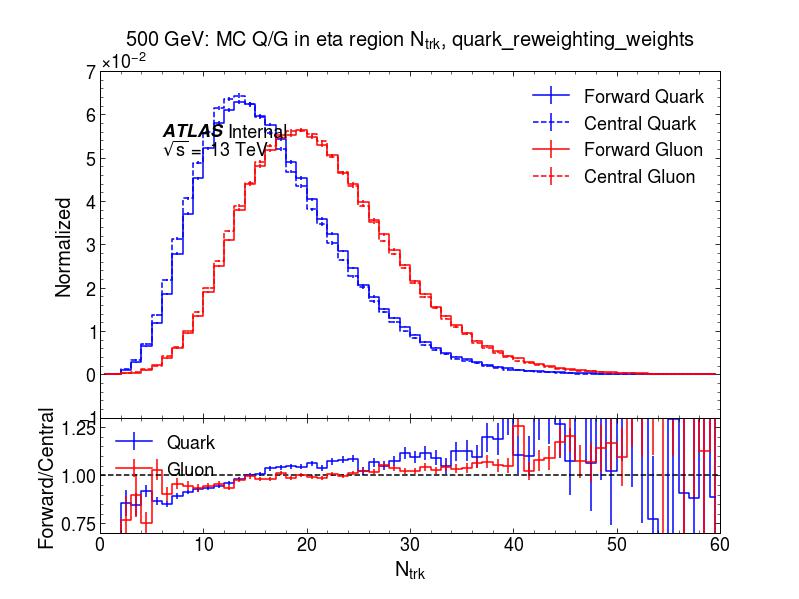 500 GeV: MC Q/G in eta region N_trk, quark_reweighting_weights
7 ×10⁻²
6
5
4
3
2
1
0
−1
Normalized
ATLAS Internal
√s = 13 TeV
Forward Quark
Central Quark
Forward Gluon
Central Gluon
1.25
1.00
0.75
Forward/Central
Quark
Gluon
0 10 20 30 40 50 60
N_trk